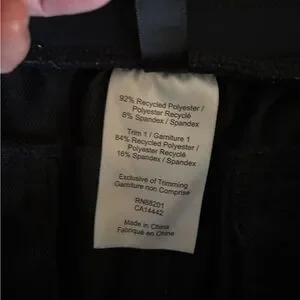 92% Recycled Polyester /
Polyester Recyclé
8% Spandex / Spandex
Trim 1 / Garniture 1
84% Recycled Polyester /
Polyester Recyclé
16% Spandex / Spandex
Exclusive of Trimming
Garniture non Comprise
RN88201
CA14442
Made in China
Fabriqué en Chine